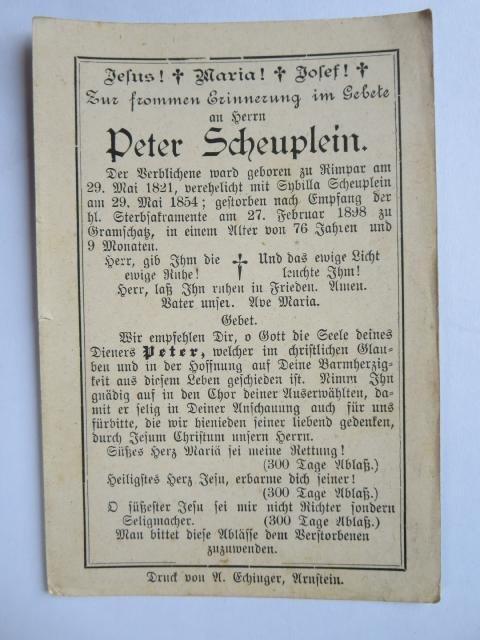 Jesus! ✝ Maria! ✝ Josef! ✝
Zur frommen Erinnerung im Gebete
an Herrn
Peter Scheuplein.
Der Verblichene ward geboren zu Rimpar am
29. Mai 1821, verehelicht mit Sybilla Scheuplein
am 29. Mai 1854; gestorben nach Empfang der
hl. Sterbsakramente am 27. Februar 1898 zu
Gramschatz, in einem Alter von 76 Jahren und
9 Monaten.
Herr, gib Ihm die ✝ Und das ewige Licht
ewige Ruhe! leuchte Ihm!
Herr, laß Ihn ruhen in Frieden. Amen.
Vater unser. Ave Maria.
Gebet.
Wir empfehlen Dir, o Gott die Seele deines
Dieners Peter, welcher im christlichen Glau-
ben und in der Hoffnung auf Deine Barmherzig-
keit aus diesem Leben geschieden ist. Nimm Ihn
gnädig auf in den Chor deiner Auserwählten, da-
mit er selig in Deiner Anschauung auch für uns
fürbitte, die wir hienieden seiner liebend gedenken,
durch Jesum Christum unsern Herrn.
Süßes Herz Mariä sei meine Rettung!
(300 Tage Ablaß.)
Heiligstes Herz Jesu, erbarme dich seiner!
(300 Tage Ablaß.)
O süßester Jesu sei mir nicht Richter sondern
Seligmacher. (300 Tage Ablaß.)
Man bittet diese Ablässe dem Verstorbenen
zuzuwenden.
Druck von A. Echinger, Arnstein.